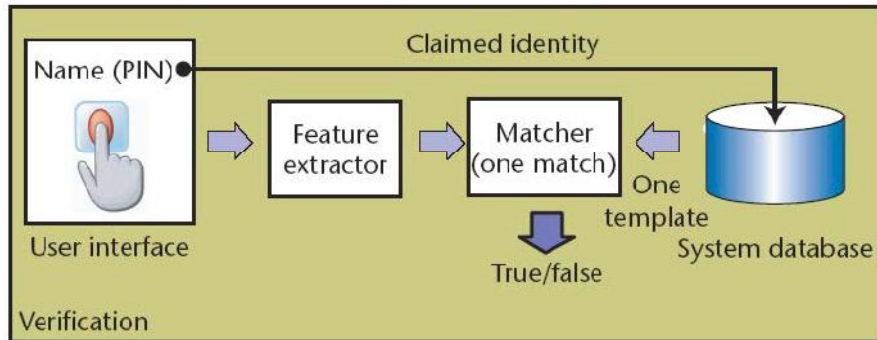 Claimed identity
Name (PIN)
Feature
extractor
Matcher
(one match)
One
template
User interface
System database
True/false
Verification